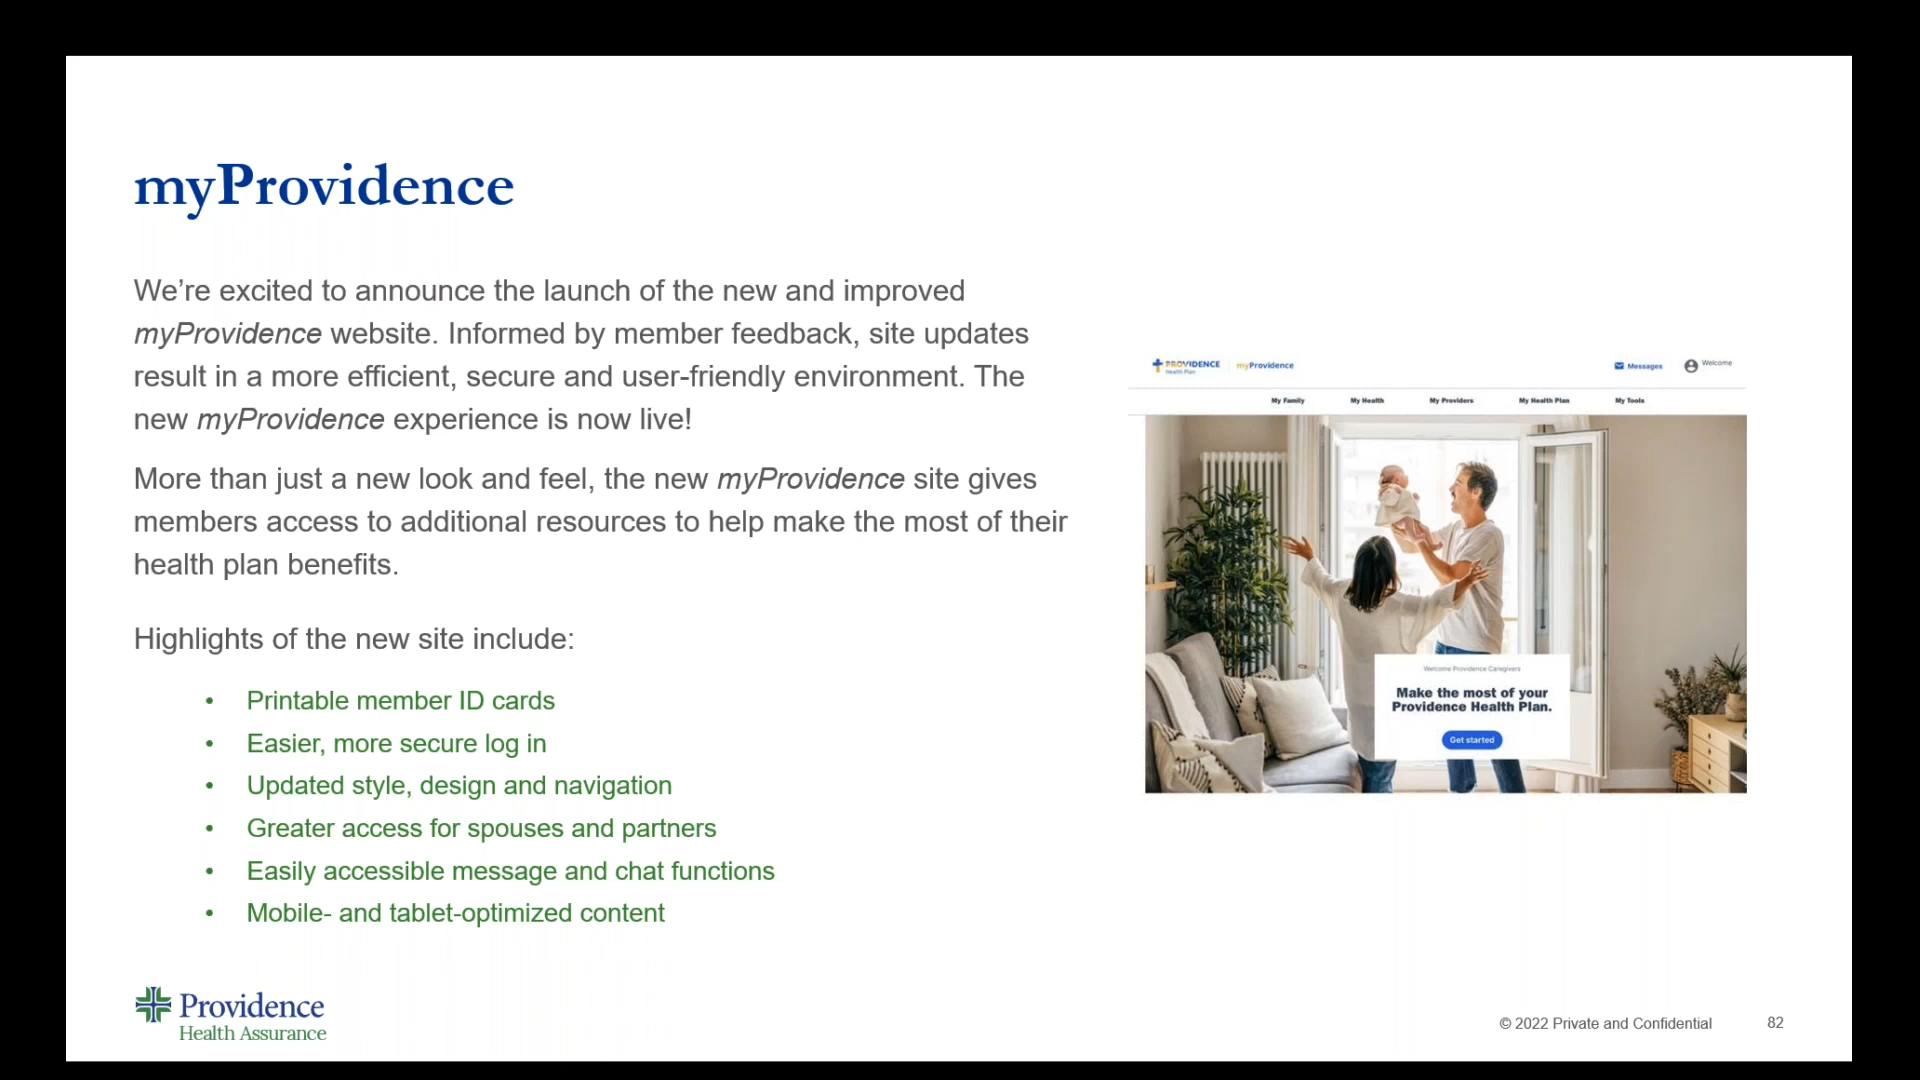 myProvidence
We’re excited to announce the launch of the new and improved
myProvidence website. Informed by member feedback, site updates
result in a more efficient, secure and user-friendly environment. The
new myProvidence experience is now live!
More than just a new look and feel, the new myProvidence site gives
members access to additional resources to help make the most of their
health plan benefits.
Highlights of the new site include:
• Printable member ID cards
• Easier, more secure log in
• Updated style, design and navigation
• Greater access for spouses and partners
• Easily accessible message and chat functions
• Mobile- and tablet-optimized content
PROVIDENCE
Health Plan
myProvidence
Messages
Welcome
My Family My Health My Providers My Health Plan My Tools
Welcome Providence Caregivers
Make the most of your
Providence Health Plan.
Get started
Providence
Health Assurance
© 2022 Private and Confidential
82